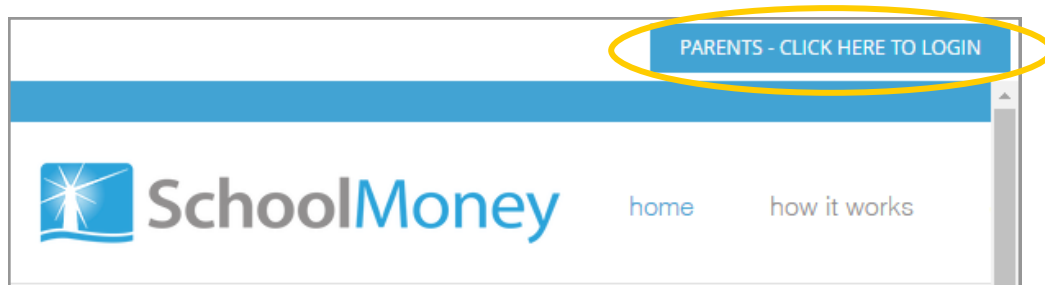 PARENTS - CLICK HERE TO LOGIN
SchoolMoney
home
how it works